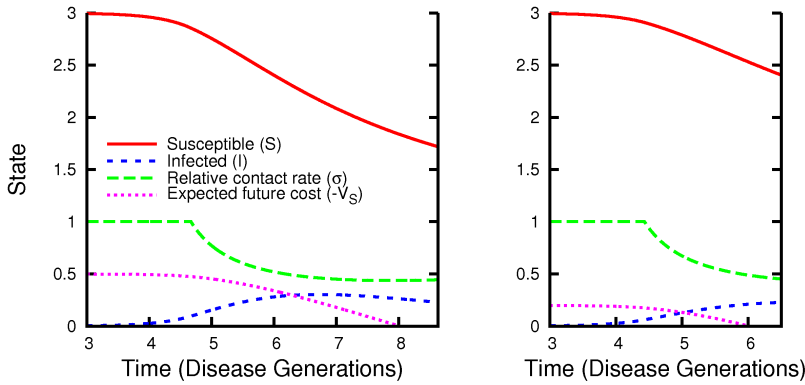 3
2.5
2
1.5
1
0.5
0
State
Susceptible (S)
Infected (I)
Relative contact rate (σ)
Expected future cost (-V_S)
3 4 5 6 7 8
Time (Disease Generations)
3
2.5
2
1.5
1
0.5
0
3 4 5 6
Time (Disease Generations)